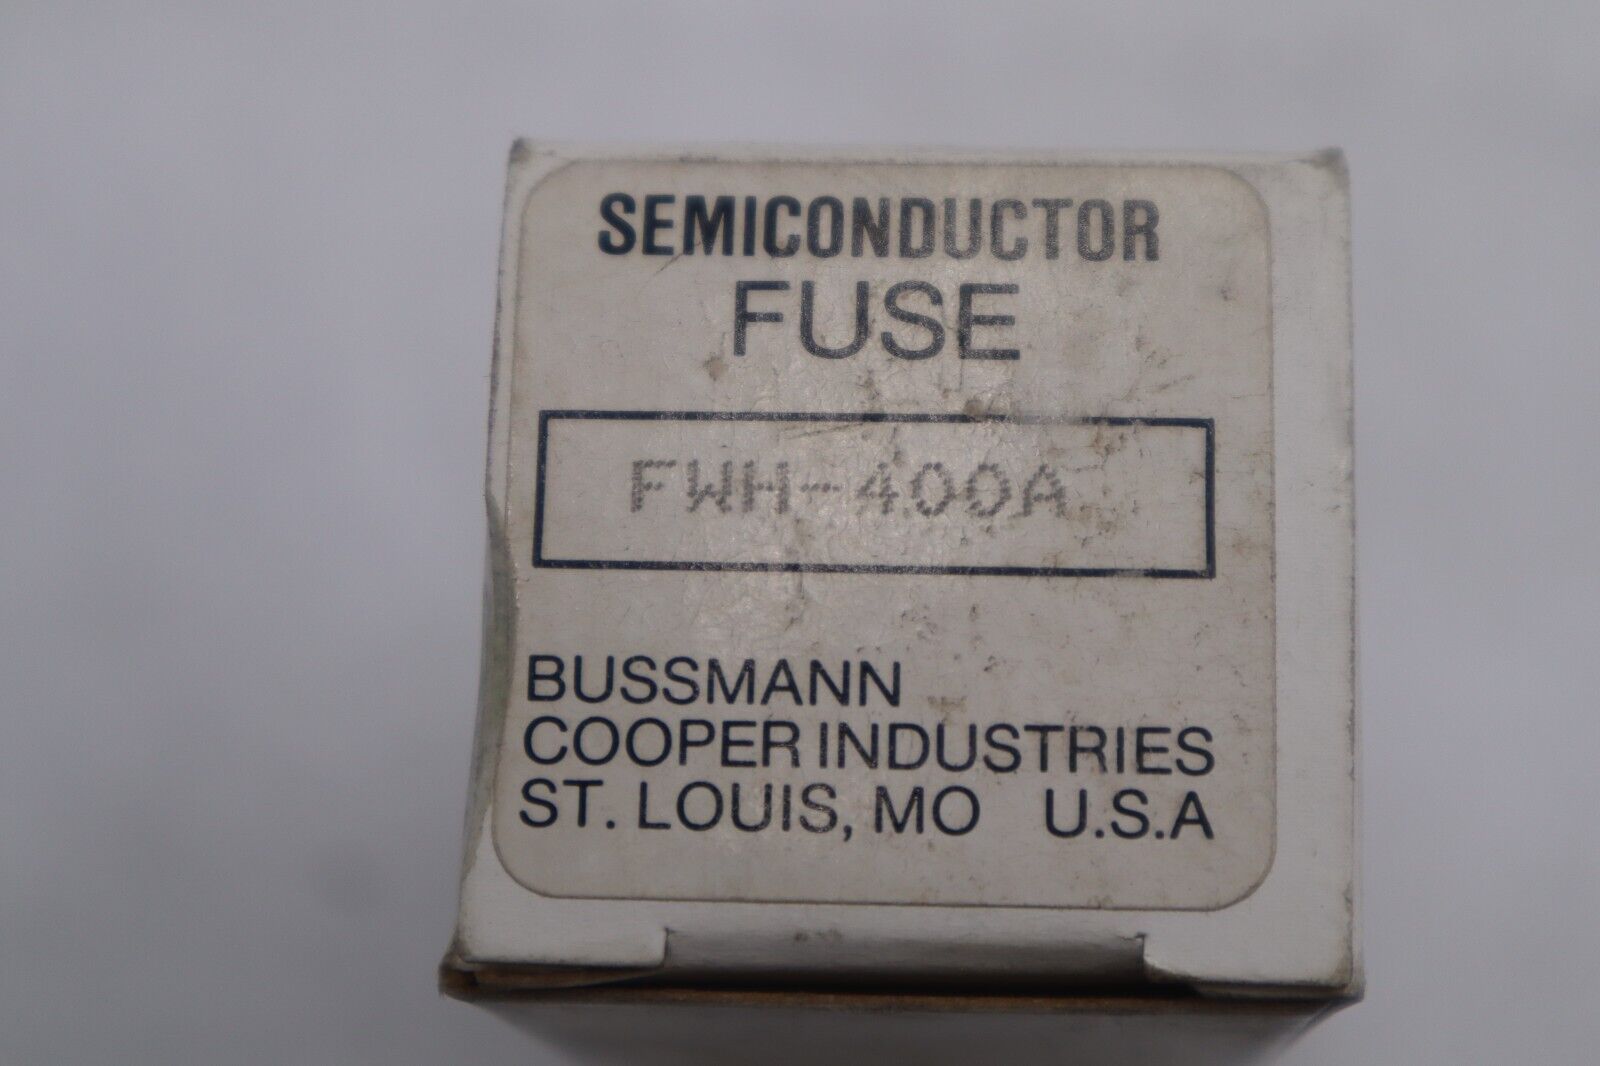 SEMICONDUCTOR
FUSE
FWH-400A
BUSSMANN
COOPER INDUSTRIES
ST. LOUIS, MO U.S.A